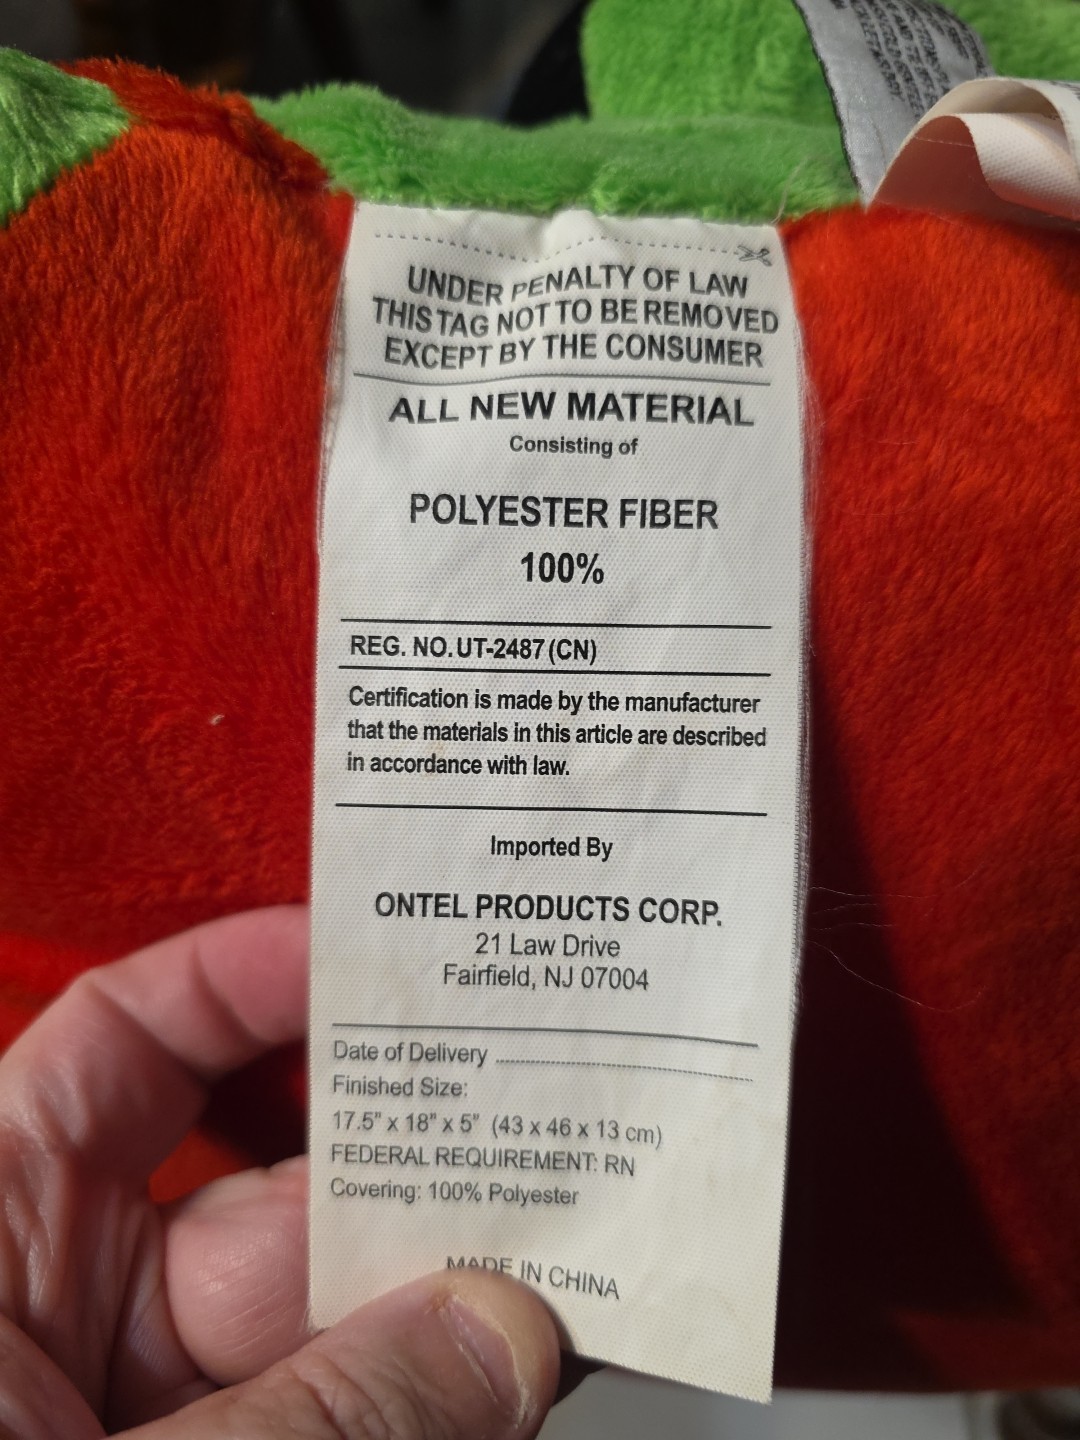 UNDER PENALTY OF LAW
THIS TAG NOT TO BE REMOVED
EXCEPT BY THE CONSUMER
ALL NEW MATERIAL
Consisting of
POLYESTER FIBER
100%
REG. NO. UT-2487 (CN)
Certification is made by the manufacturer
that the materials in this article are described
in accordance with law.
Imported By
ONTEL PRODUCTS CORP.
21 Law Drive
Fairfield, NJ 07004
Date of Delivery
Finished Size:
17.5" x 18" x 5" (43 x 46 x 13 cm)
FEDERAL REQUIREMENT: RN
Covering: 100% Polyester
MADE IN CHINA